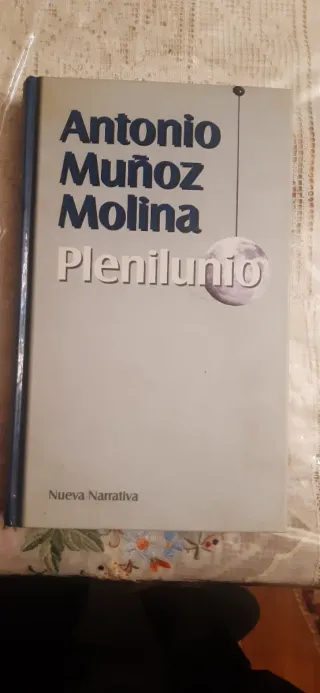 Antonio
Muñoz
Molina
Plenilunio
Nueva Narrativa